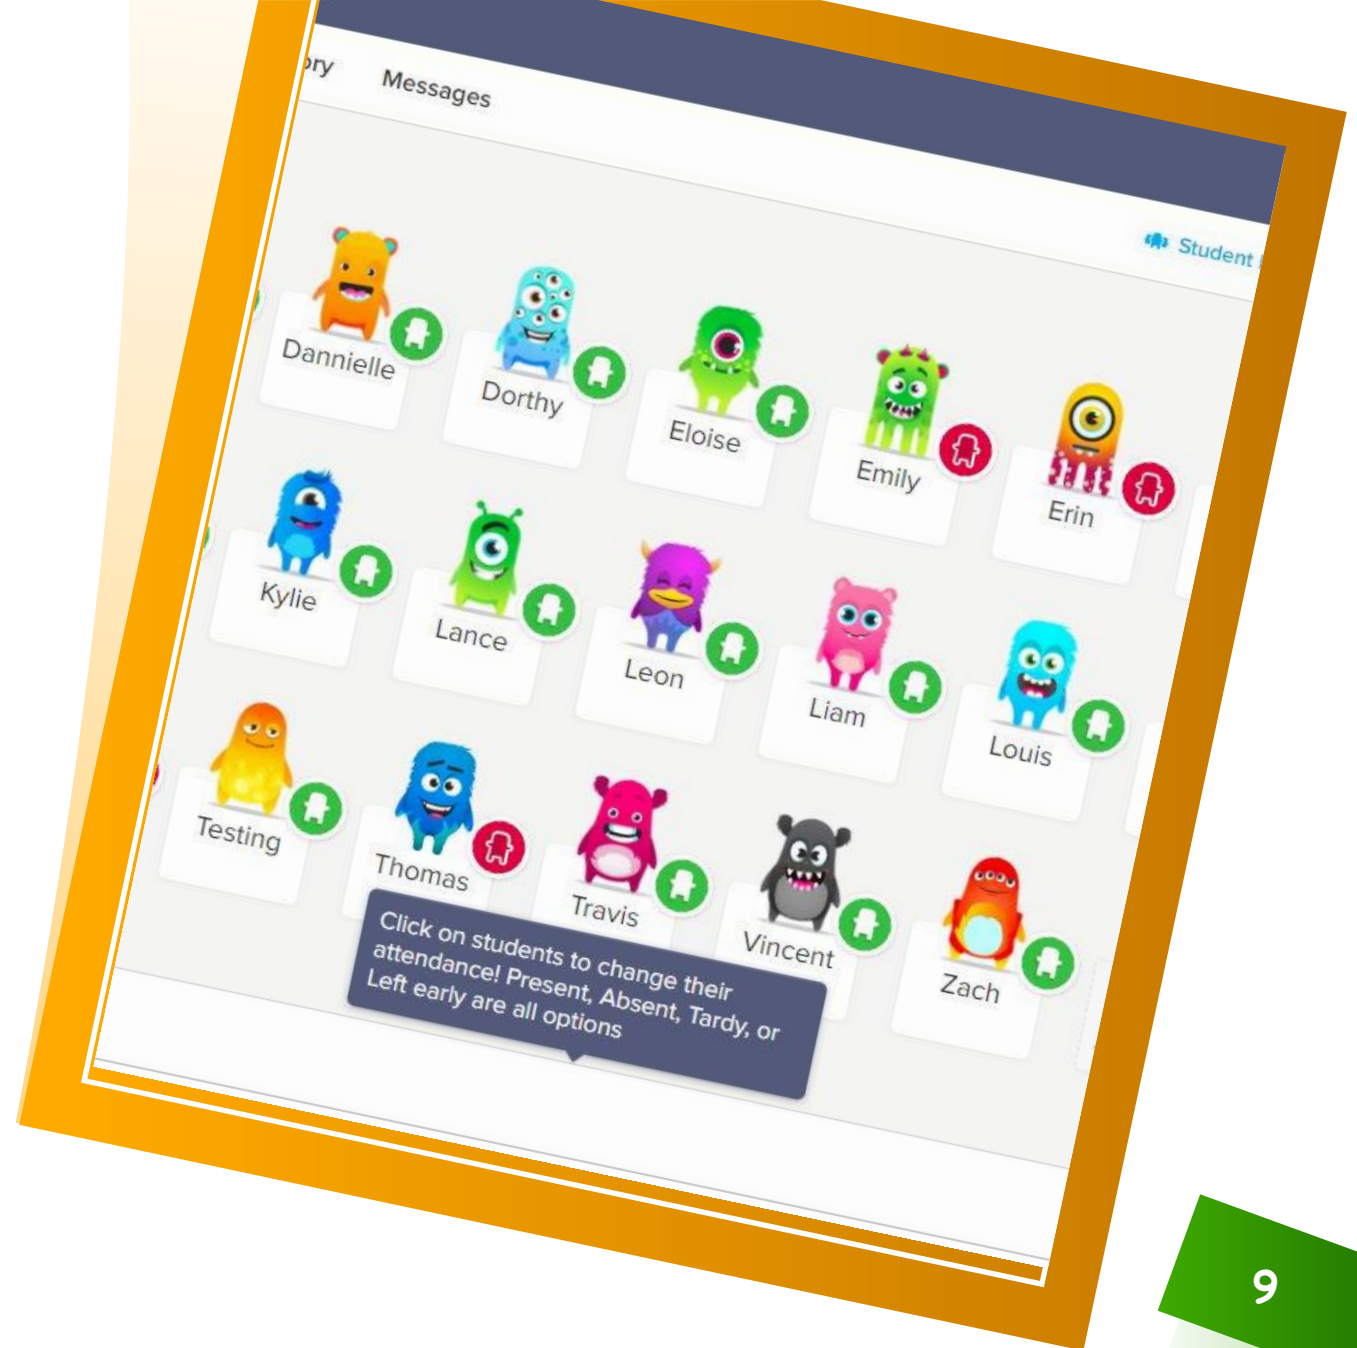 ory Messages
Student
Dannielle
Dorthy
Eloise
Emily
Erin
Kylie
Lance
Leon
Liam
Louis
Testing
Thomas
Travis
Vincent
Zach
Click on students to change their
attendance! Present, Absent, Tardy, or
Left early are all options
9